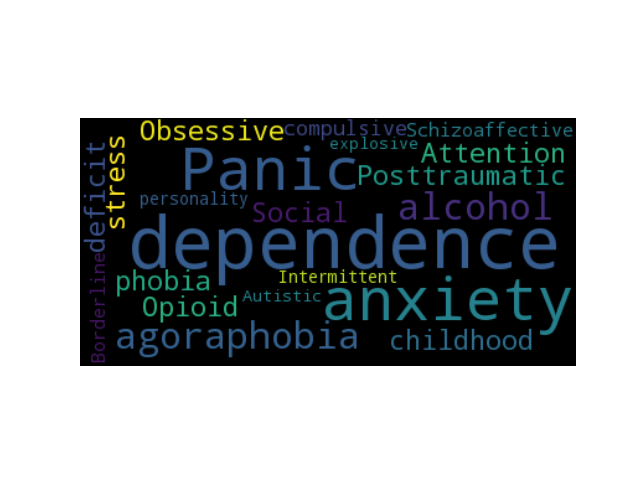 Obsessive
compulsive
Schizoaffective
explosive
Attention
Panic
Posttraumatic
deficit
stress
personality
Social
alcohol
dependence
phobia
Intermittent
anxiety
Opioid
Autistic
Borderline
agoraphobia
childhood